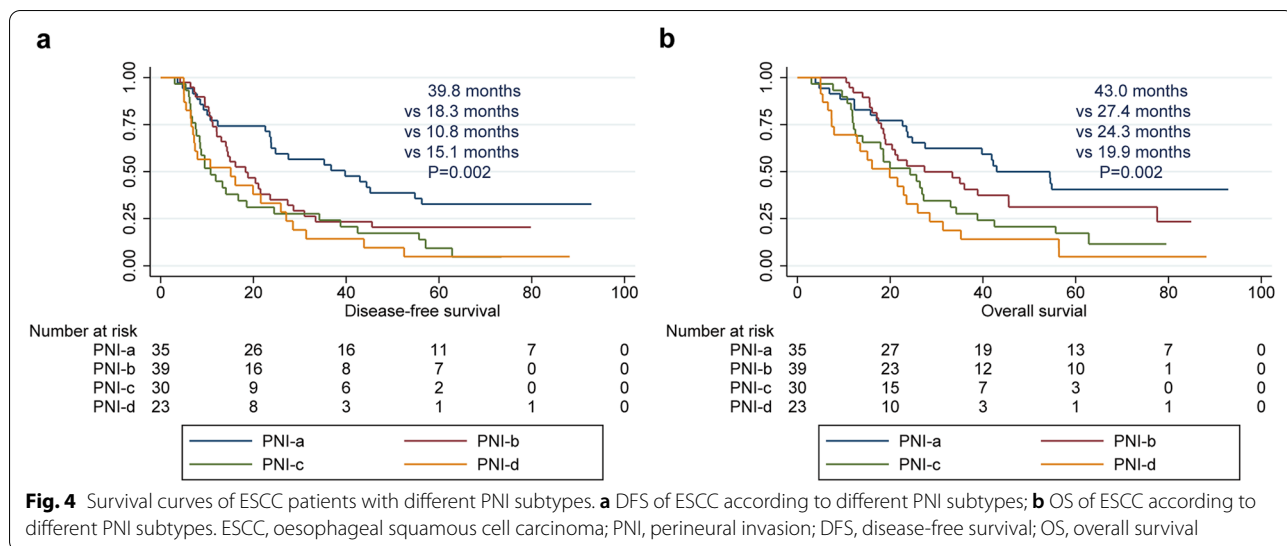 a
1.00
0.75
0.50
0.25
0.00
39.8 months
vs 18.3 months
vs 10.8 months
vs 15.1 months
P=0.002
0 20 40 60 80 100
Disease-free survival
Number at risk
PNI-a 35 26 16 11 7 0
PNI-b 39 16 8 7 0 0
PNI-c 30 9 6 2 0 0
PNI-d 23 8 3 1 1 0
PNI-a PNI-b
PNI-c PNI-d
b
1.00
0.75
0.50
0.25
0.00
43.0 months
vs 27.4 months
vs 24.3 months
vs 19.9 months
P=0.002
0 20 40 60 80 100
Overall survial
Number at risk
PNI-a 35 27 19 13 7 0
PNI-b 39 23 12 10 1 0
PNI-c 30 15 7 3 0 0
PNI-d 23 10 3 1 1 0
PNI-a PNI-b
PNI-c PNI-d
Fig. 4 Survival curves of ESCC patients with different PNI subtypes. a DFS of ESCC according to different PNI subtypes; b OS of ESCC according to
different PNI subtypes. ESCC, oesophageal squamous cell carcinoma; PNI, perineural invasion; DFS, disease-free survival; OS, overall survival